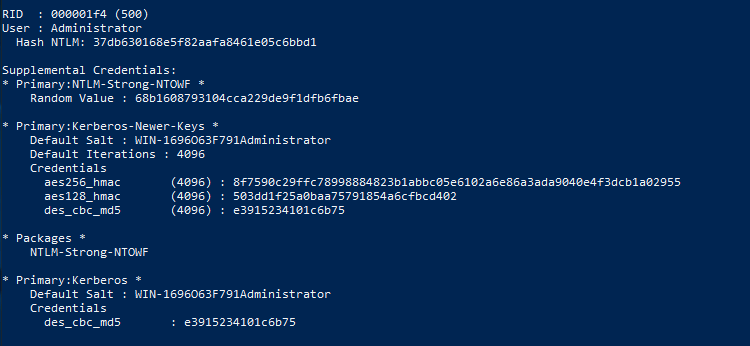 RID  : 000001f4 (500)
User : Administrator
  Hash NTLM: 37db630168e5f82aafa8461e05c6bbd1
Supplemental Credentials:
* Primary:NTLM-Strong-NTOWF *
    Random Value : 68b1608793104cca229de9f1dfb6fbae
* Primary:Kerberos-Newer-Keys *
    Default Salt : WIN-1696O63F791Administrator
    Default Iterations : 4096
    Credentials
      aes256_hmac       (4096) : 8f7590c29ffc78998884823b1abbc05e6102a6e86a3ada9040e4f3dcb1a02955
      aes128_hmac       (4096) : 503dd1f25a0baa75791854a6cfbcd402
      des_cbc_md5       (4096) : e3915234101c6b75
* Packages *
    NTLM-Strong-NTOWF
* Primary:Kerberos *
    Default Salt : WIN-1696O63F791Administrator
    Credentials
      des_cbc_md5       : e3915234101c6b75